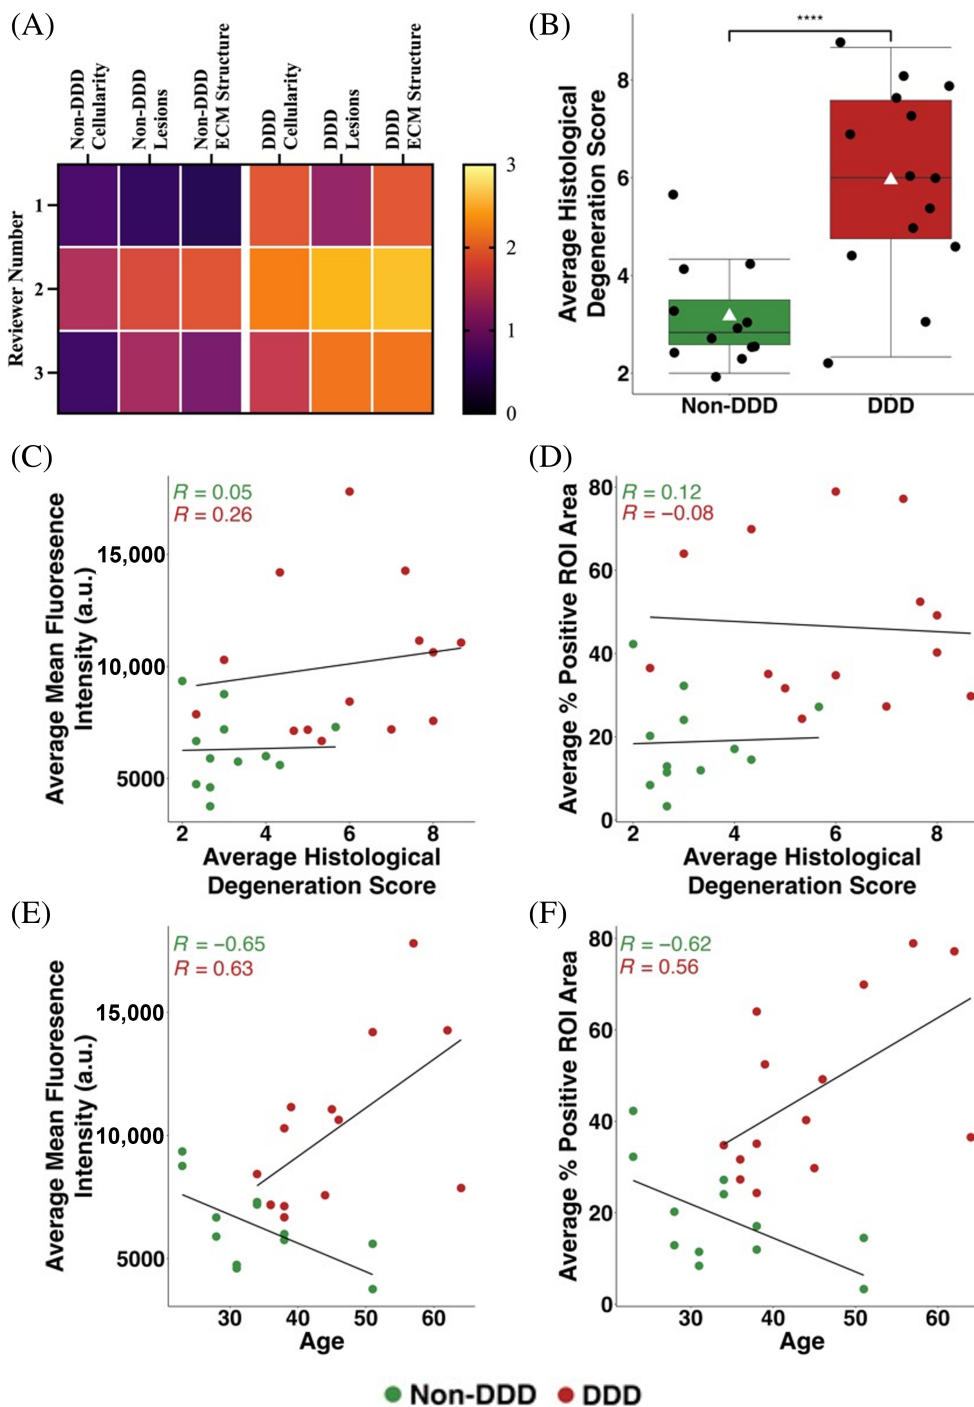 (A)
Non-DDD
Cellularity
Non-DDD
Lesions
Non-DDD
ECM Structure
DDD
Cellularity
DDD
Lesions
DDD
ECM Structure
Reviewer Number
1
2
3
3
2
1
0
(B)
****
Average Histological
Degeneration Score
8
6
4
2
Non-DDD
DDD
(C)
R = 0.05
R = 0.26
Average Mean Fluoresence
Intensity (a.u.)
15,000
10,000
5000
2 4 6 8
Average Histological
Degeneration Score
(D)
R = 0.12
R = −0.08
Average % Positive ROI Area
80
60
40
20
0
2 4 6 8
Average Histological
Degeneration Score
(E)
R = −0.65
R = 0.63
Average Mean Fluoresence
Intensity (a.u.)
15,000
10,000
5000
30 40 50 60
Age
(F)
R = −0.62
R = 0.56
Average % Positive ROI Area
80
60
40
20
0
30 40 50 60
Age
Non-DDD DDD